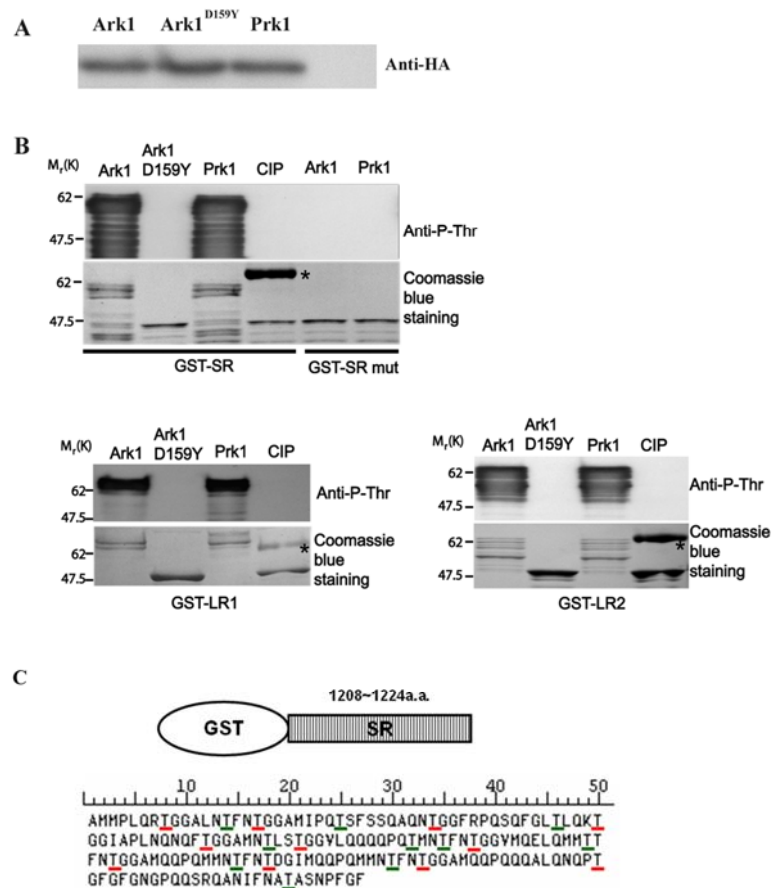 A
Ark1 Ark1D159Y Prk1
Anti-HA
B
Mr(K) Ark1 Ark1 D159Y Prk1 CIP Ark1 Prk1
62
47.5
Anti-P-Thr
62
47.5
*
Coomassie
blue
staining
GST-SR GST-SR mut
Mr(K) Ark1 Ark1 D159Y Prk1 CIP
62
47.5
Anti-P-Thr
62
47.5
*
Coomassie
blue
staining
GST-LR1
Mr(K) Ark1 Ark1 D159Y Prk1 CIP
62
47.5
Anti-P-Thr
62
47.5
*
Coomassie
blue
staining
GST-LR2
C
1208~1224a.a.
GST SR
10 20 30 40 50
AMMPLQRTGGALNTFNTGGAMIPQTSFSSQAQNTGGFRPQSQFGLTLQKT
GGIAPLNQNQFTGGAMNTLSTGGVLQQQQPQTMNTFNTGGVMQELQMMTT
FNTGGAMQQPQMMNTFNTDGIMQQPQMMNTFNTGGAMQQPQQQALQNQPT
GFGFGNGPQQSRQANIFNATASNPFGF